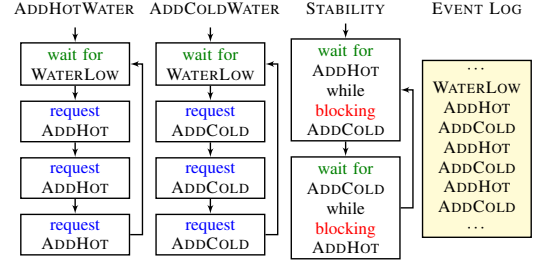 ADDHOTWATER
wait for
WATERLOW
request
ADDHOT
request
ADDHOT
request
ADDHOT
ADDCOLDWATER
wait for
WATERLOW
request
ADDCOLD
request
ADDCOLD
request
ADDCOLD
STABILITY
wait for
ADDHOT
while
blocking
ADDCOLD
wait for
ADDCOLD
while
blocking
ADDHOT
EVENT LOG
...
WATERLOW
ADDHOT
ADDCOLD
ADDHOT
ADDCOLD
ADDHOT
ADDCOLD
...